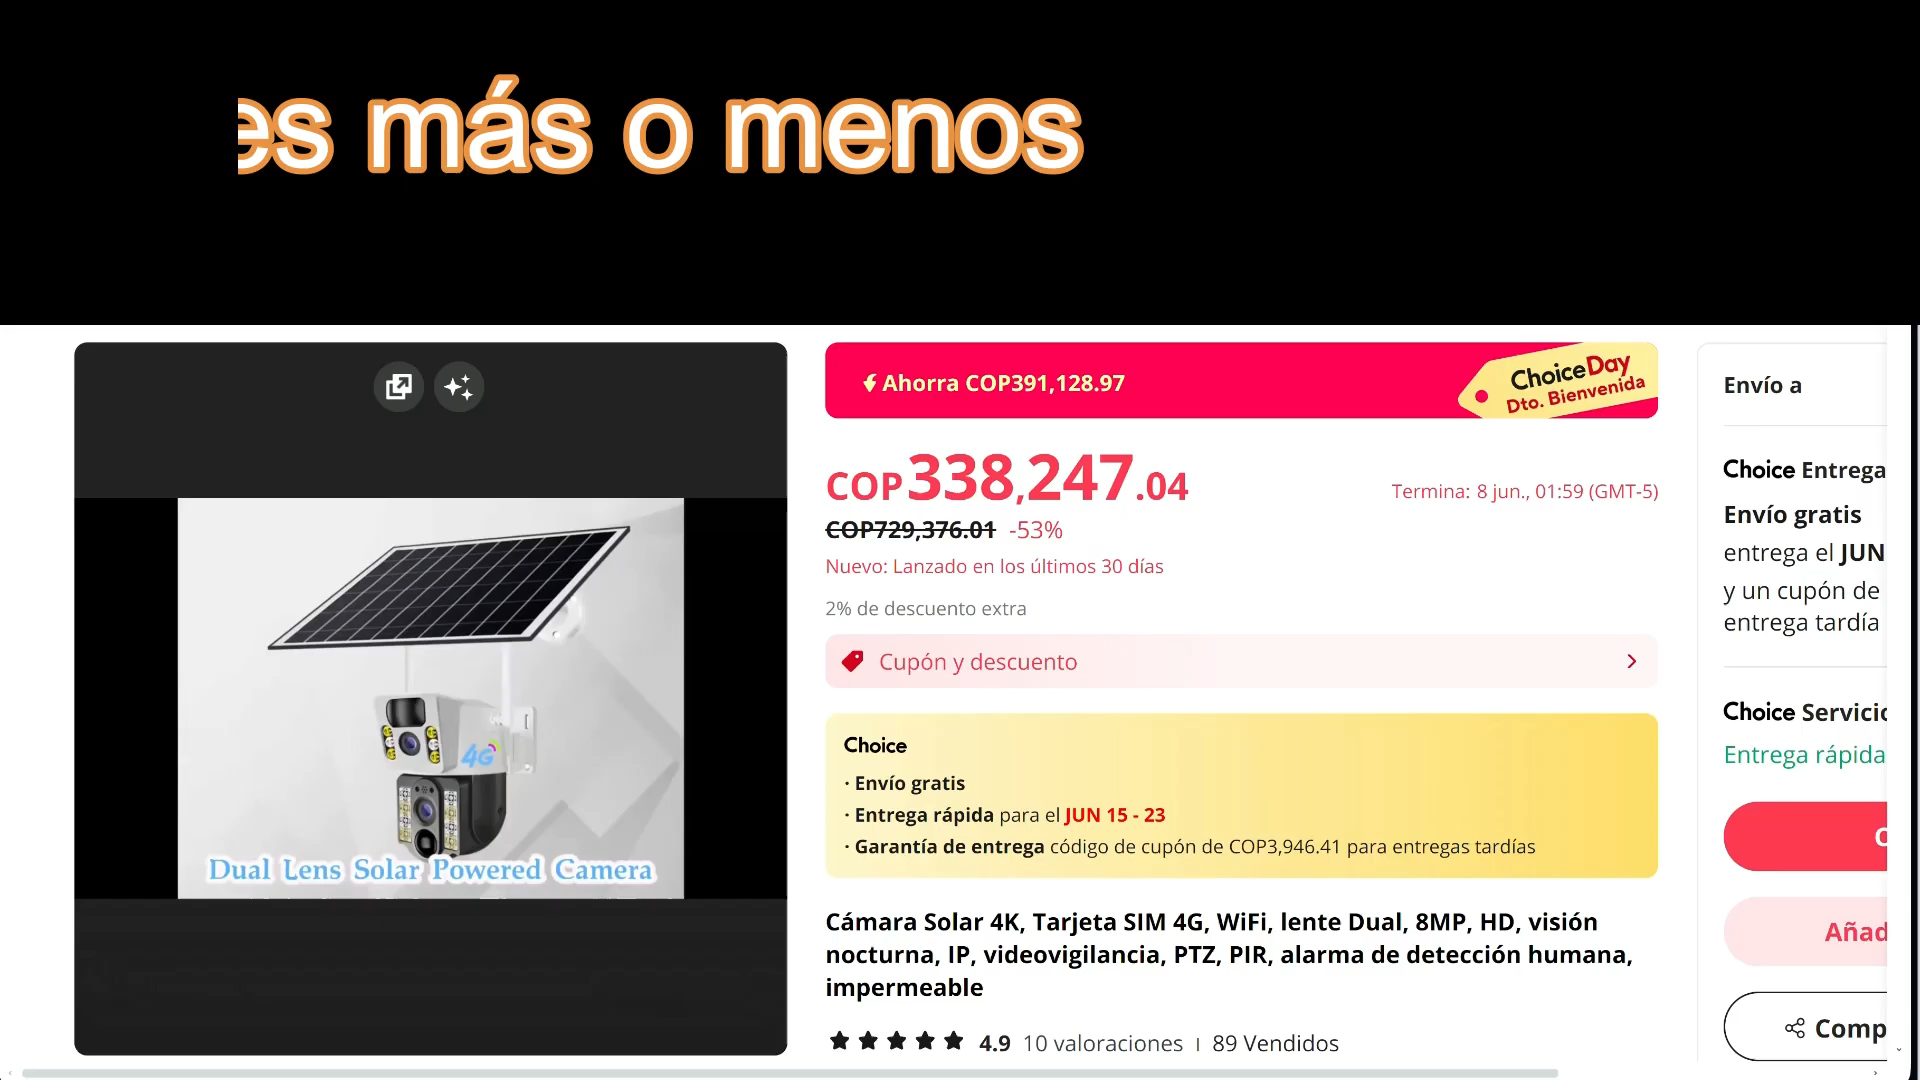 es más o menos
Ahorra COP391,128.97
ChoiceDay
Dto. Bienvenida
COP338,247.04
Termina: 8 jun., 01:59 (GMT-5)
COP729,376.01 -53%
Nuevo: Lanzado en los últimos 30 días
2% de descuento extra
Cupón y descuento
Choice
· Envío gratis
· Entrega rápida para el JUN 15 - 23
· Garantía de entrega código de cupón de COP3,946.41 para entregas tardías
Cámara Solar 4K, Tarjeta SIM 4G, WiFi, lente Dual, 8MP, HD, visión
nocturna, IP, videovigilancia, PTZ, PIR, alarma de detección humana,
impermeable
4.9 10 valoraciones | 89 Vendidos
4G
Dual Lens Solar Powered Camera
Envío a
Choice Entrega
Envío gratis
entrega el JUN
y un cupón de
entrega tardía
Choice Servicio
Entrega rápida
Añad
Comp